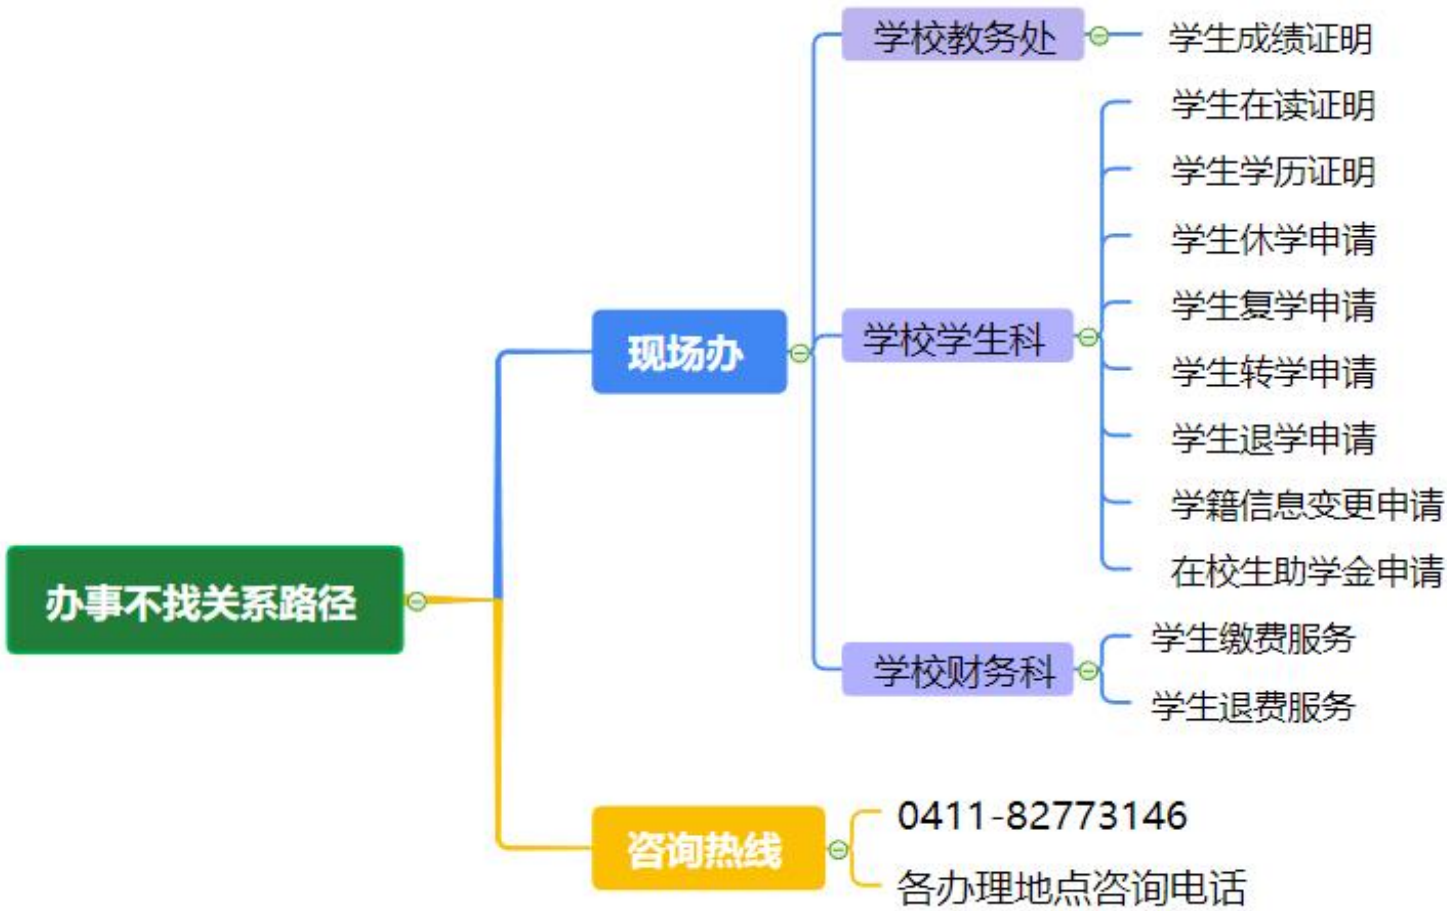 办事不找关系路径
现场办
学校教务处
学生成绩证明
学校学生科
学生在读证明
学生学历证明
学生休学申请
学生复学申请
学生转学申请
学生退学申请
学籍信息变更申请
在校生助学金申请
学校财务科
学生缴费服务
学生退费服务
咨询热线
0411-82773146
各办理地点咨询电话